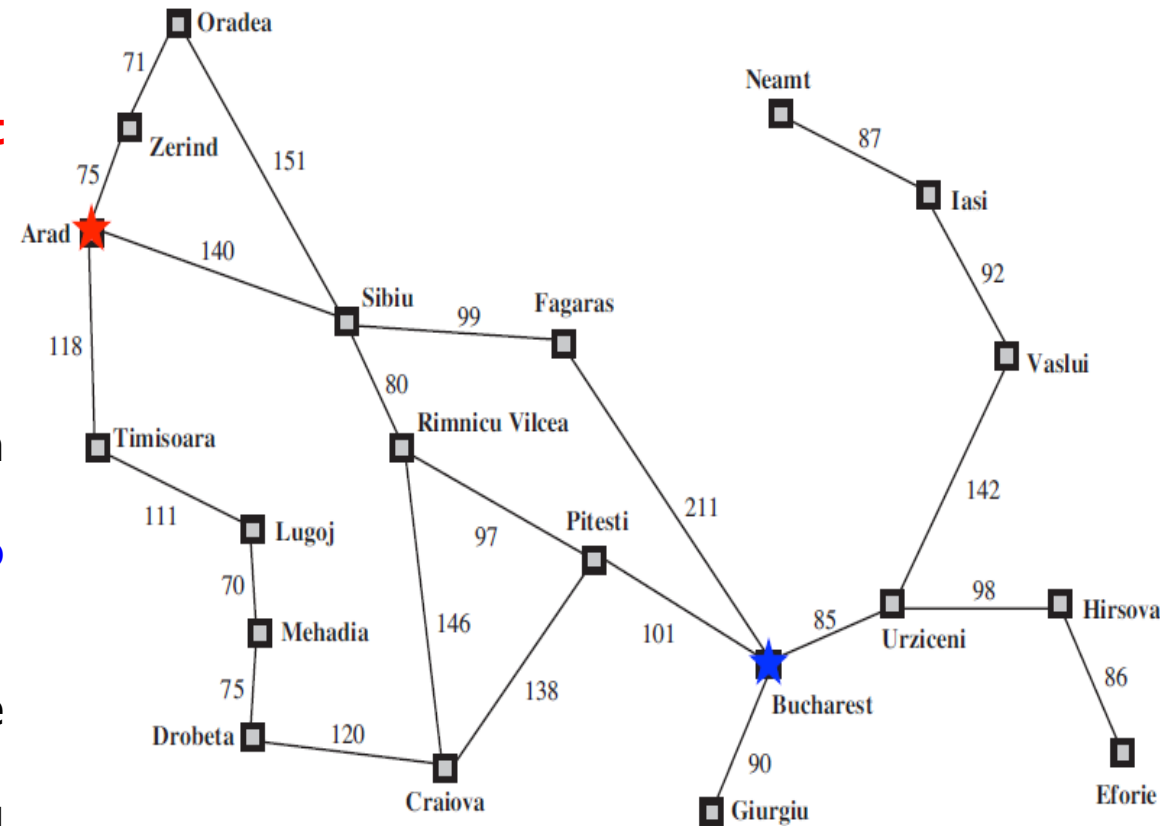 Oradea
71
Neamt
Zerind
87
151
75
Iasi
Arad
140
92
Sibiu
Fagaras
99
118
Vaslui
80
Rimnicu Vilcea
Timisoara
142
111
211
Pitesti
Lugoj
97
70
98
Hirsova
85
146
Mehadia
101
Urziceni
86
138
75
Bucharest
120
Drobeta
90
Eforie
Craiova
Giurgiu